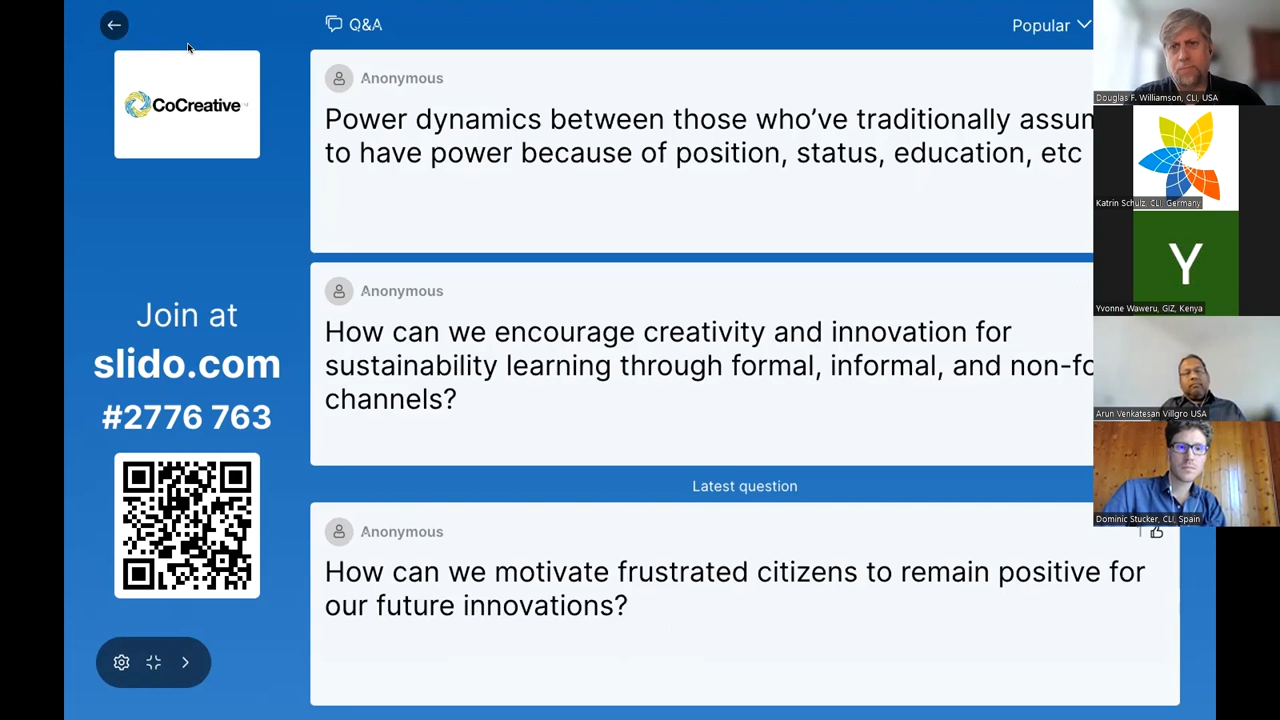 Q&A
Popular
CoCreative
Anonymous
Power dynamics between those who’ve traditionally
to have power because of position, status, education, etc
Anonymous
How can we encourage creativity and innovation for
sustainability learning through formal, informal, and
channels?
Join at
slido.com
#2776 763
Latest question
Anonymous
1
How can we motivate frustrated citizens to remain positive for
our future innovations?
Douglas F. Williamson, CLI, USA
Katrin Schulz, CLI, Germany
Y
Yvonne Waweru, GIZ, Kenya
Arun Venkatesan Villgro USA
Dominic Stucker, CLI, Spain